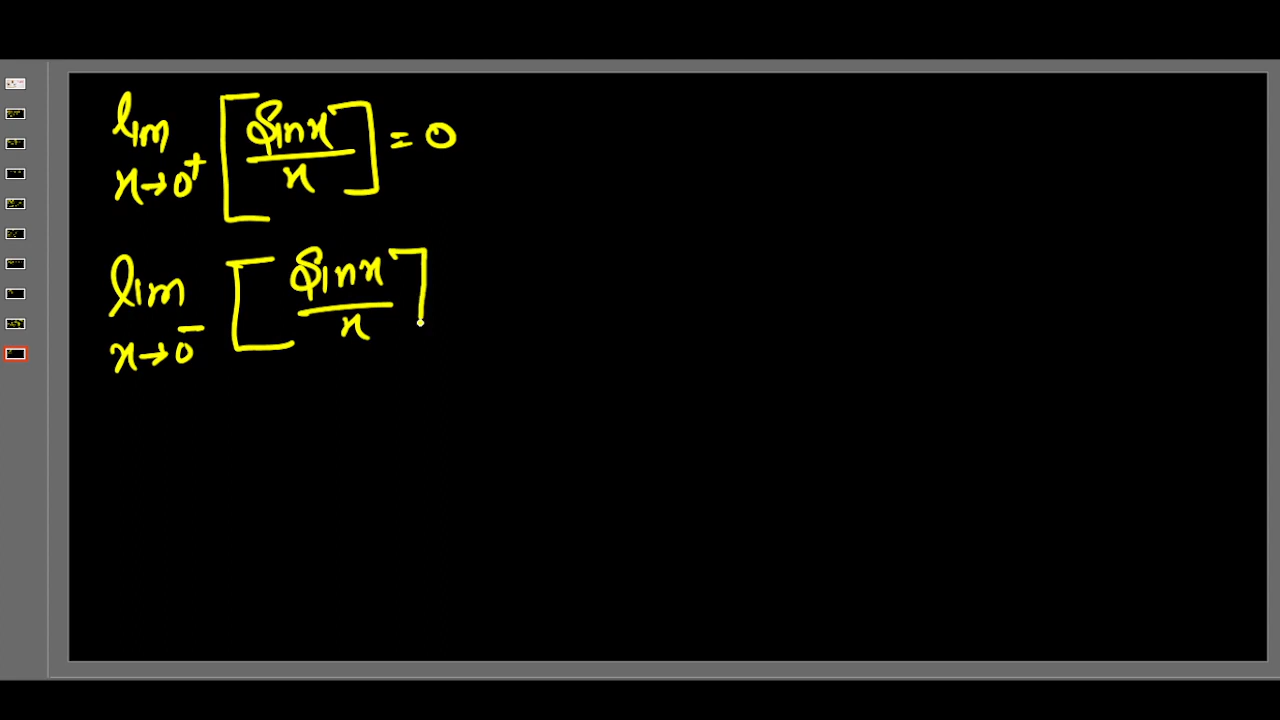 lim x→0⁺ [sinx/x] = 0
lim x→0⁻ [sinx/x]